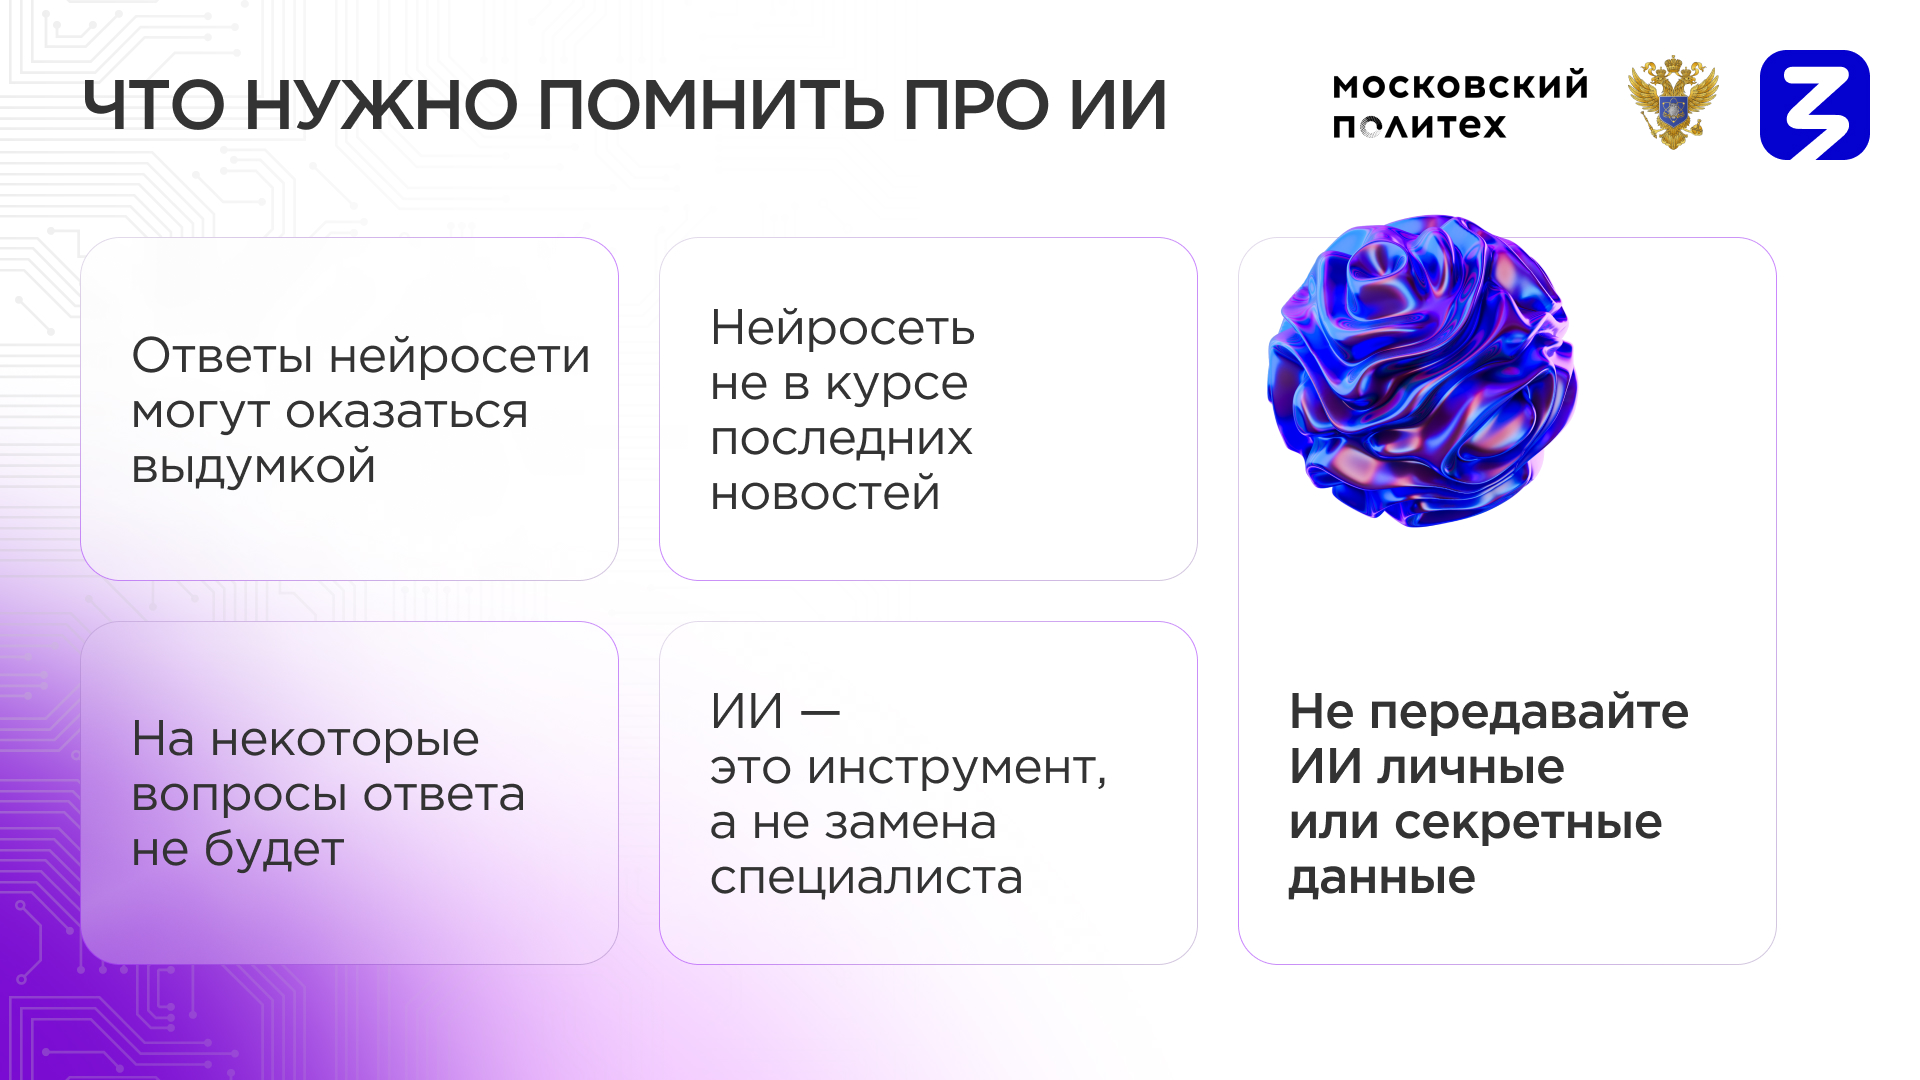 ЧТО НУЖНО ПОМНИТЬ ПРО ИИ
МОСКОВСКИЙ
ПОЛИТЕХ
Ответы нейросети
могут оказаться
выдумкой
Нейросеть
не в курсе
последних
новостей
На некоторые
вопросы ответа
не будет
ИИ —
это инструмент,
а не замена
специалиста
Не передавайте
ИИ личные
или секретные
данные